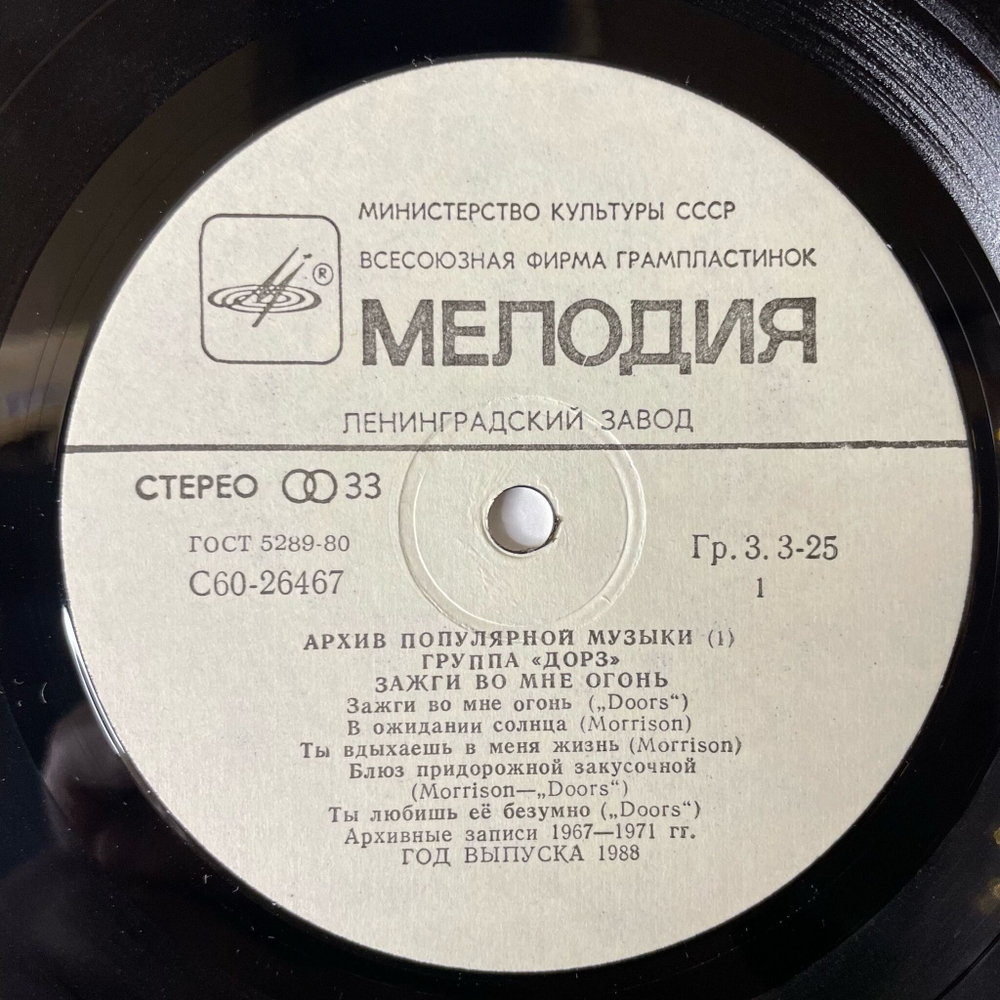 МИНИСТЕРСТВО КУЛЬТУРЫ СССР
ВСЕСОЮЗНАЯ ФИРМА ГРАМПЛАСТИНОК
®
МЕЛОДИЯ
ЛЕНИНГРАДСКИЙ ЗАВОД
СТЕРЕО 33
ГОСТ 5289-80
Гр. 3. 3-25
С60-26467
1
АРХИВ ПОПУЛЯРНОЙ МУЗЫКИ (1)
ГРУППА «ДОРЗ»
ЗАЖГИ ВО МНЕ ОГОНЬ
Зажги во мне огонь („Doors“)
В ожидании солнца (Morrison)
Ты вдыхаешь в меня жизнь (Morrison)
Блюз придорожной закусочной
(Morrison—„Doors“)
Ты любишь её безумно („Doors“)
Архивные записи 1967—1971 гг.
ГОД ВЫПУСКА 1988